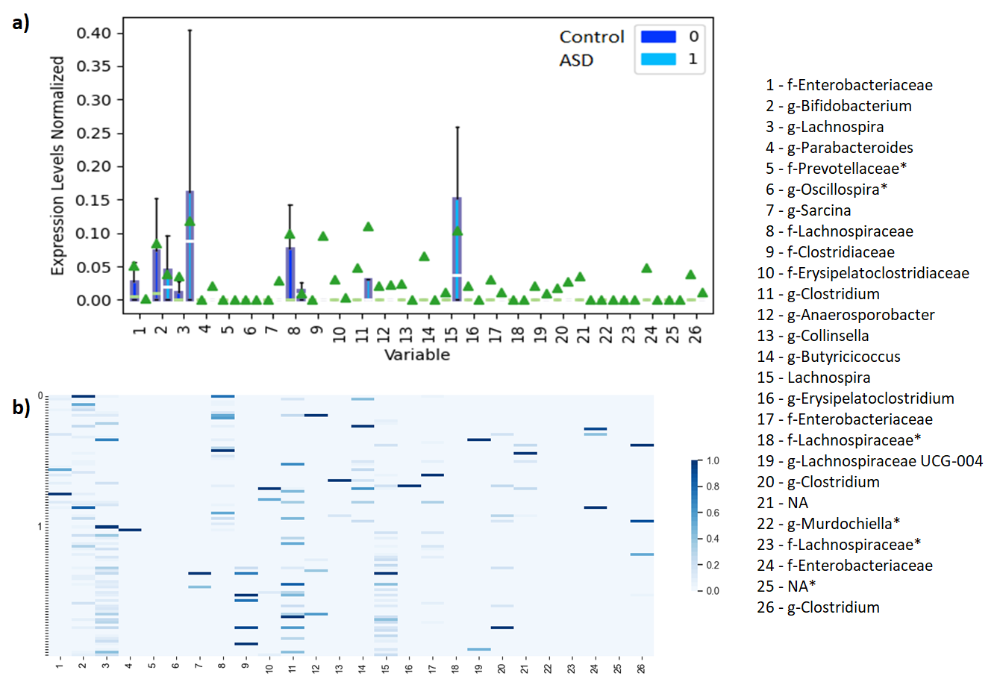 a)
Expression Levels Normalized
0.40
0.35
0.30
0.25
0.20
0.15
0.10
0.05
0.00
Control 0
ASD 1
1 2 3 4 5 6 7 8 9 10 11 12 13 14 15 16 17 18 19 20 21 22 23 24 25 26
Variable
b)
0
1
1.0
0.8
0.6
0.4
0.2
0.0
1 2 3 4 5 6 7 8 9 10 11 12 13 14 15 16 17 18 19 20 21 22 23 24 25 26
1 - f-Enterobacteriaceae
2 - g-Bifidobacterium
3 - g-Lachnospira
4 - g-Parabacteroides
5 - f-Prevotellaceae*
6 - g-Oscillospira*
7 - g-Sarcina
8 - f-Lachnospiraceae
9 - f-Clostridiaceae
10 - f-Erysipelatoclostridiaceae
11 - g-Clostridium
12 - g-Anaerosporobacter
13 - g-Collinsella
14 - g-Butyricicoccus
15 - Lachnospira
16 - g-Erysipelatoclostridium
17 - f-Enterobacteriaceae
18 - f-Lachnospiraceae*
19 - g-Lachnospiraceae UCG-004
20 - g-Clostridium
21 - NA
22 - g-Murdochiella*
23 - f-Lachnospiraceae*
24 - f-Enterobacteriaceae
25 - NA*
26 - g-Clostridium